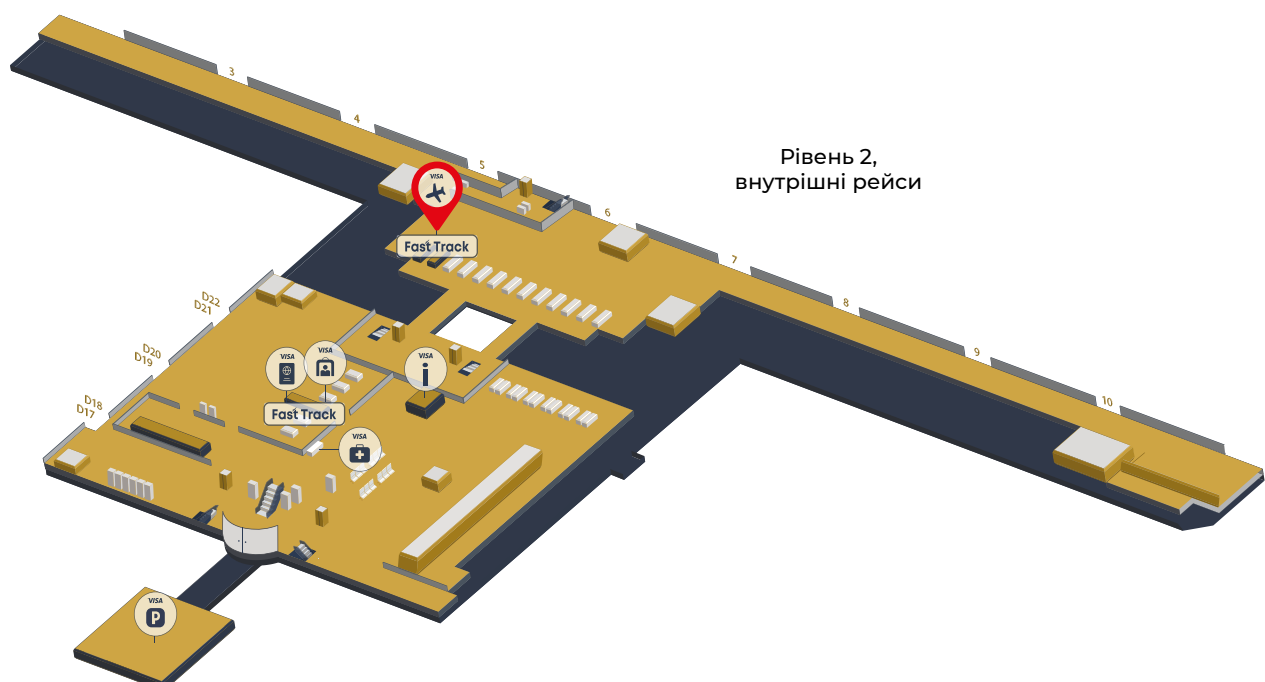 3
4
5
6
7
8
9
10
Рівень 2,
внутрішні рейси
VISA
Fast Track
D22
D21
D20
D19
D18
D17
VISA
VISA
VISA
i
Fast Track
VISA
VISA
P